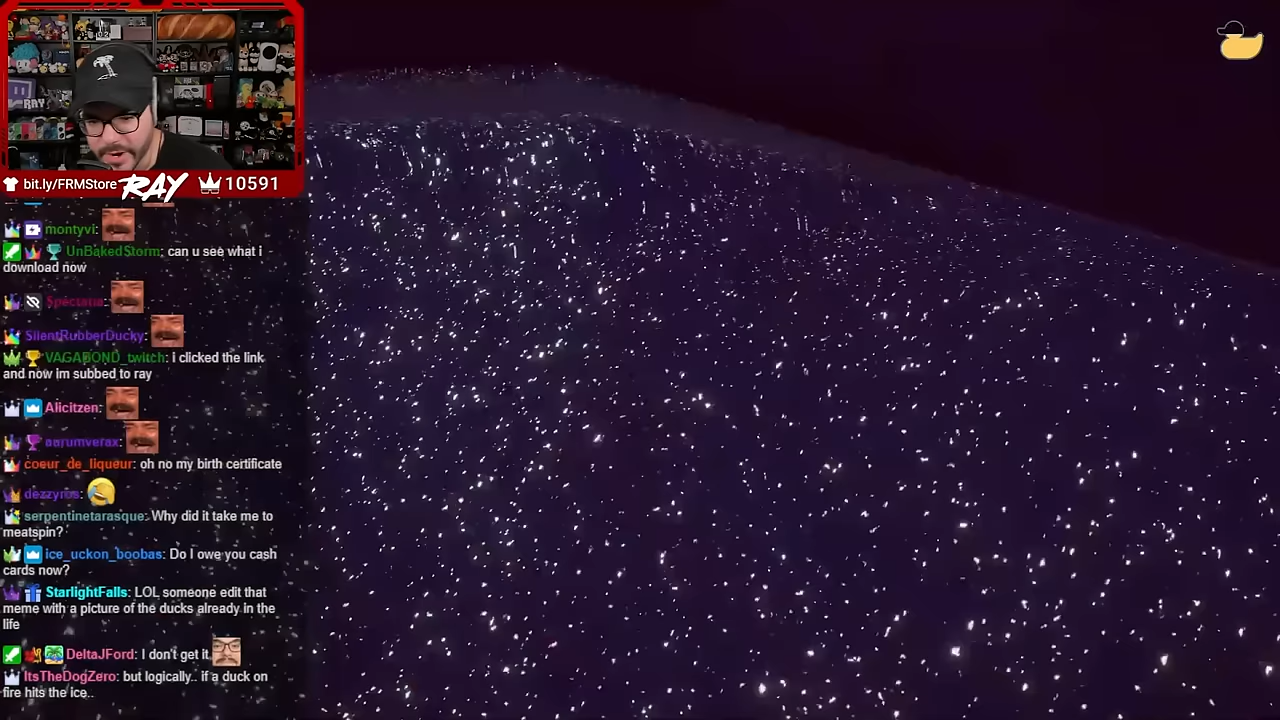 RAY
bit.ly/FRMStore RAY 10591
montyvi:
UnBakedStorm: can u see what i
download now
Spectatia:
SilentRubberDucky:
VAGABOND_twitch: i clicked the link
and now im subbed to ray
Alicitzen:
aurumverax:
coeur_de_liqueur: oh no my birth certificate
dezzyros:
serpentinetarasque: Why did it take me to
meatspin?
ice_uckon_boobas: Do I owe you cash
cards now?
StarlightFalls: LOL someone edit that
meme with a picture of the ducks already in the
life
DeltaJFord: I don't get it
ItsTheDogZero: but logically.. if a duck on
fire hits the ice..